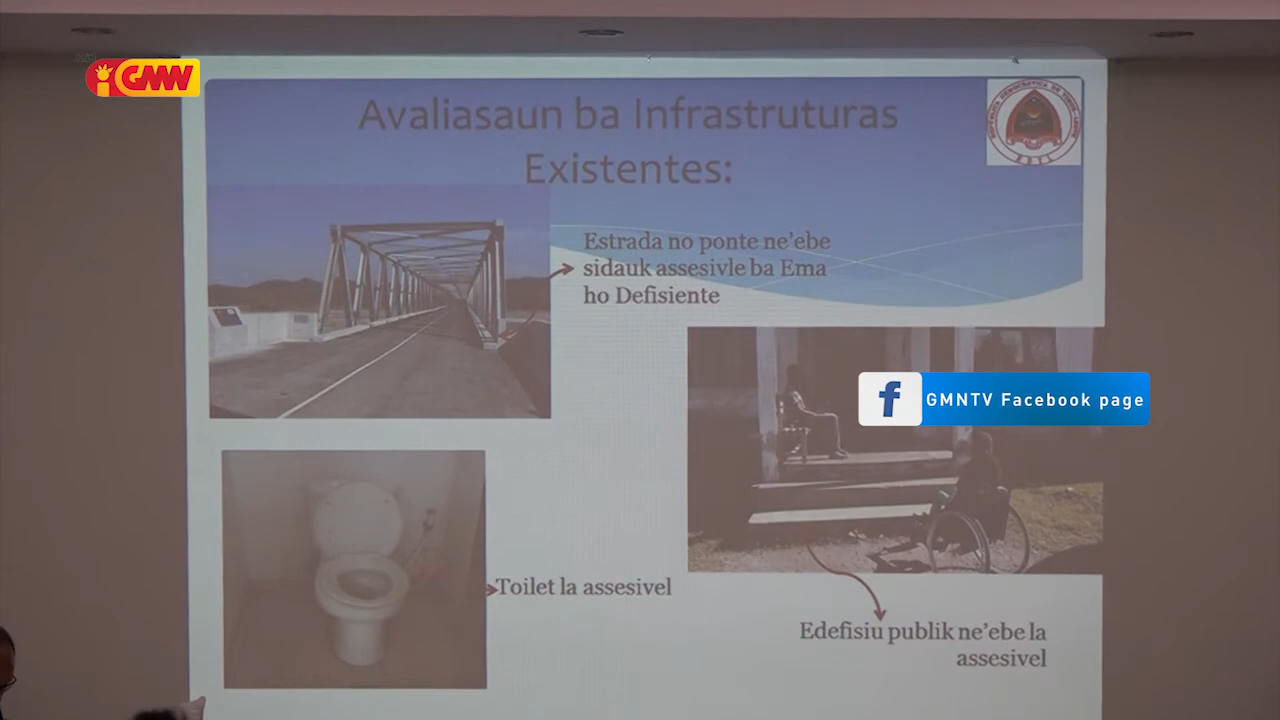 GMN
Avaliasaun ba Infrastruturas
Existentes:
Estrada no ponte ne'ebe
sidauk assesivle ba Ema
ho Defisiente
f GMNTV Facebook page
Toilet la assesivel
Edefisiu publik ne'ebe la
assesivel